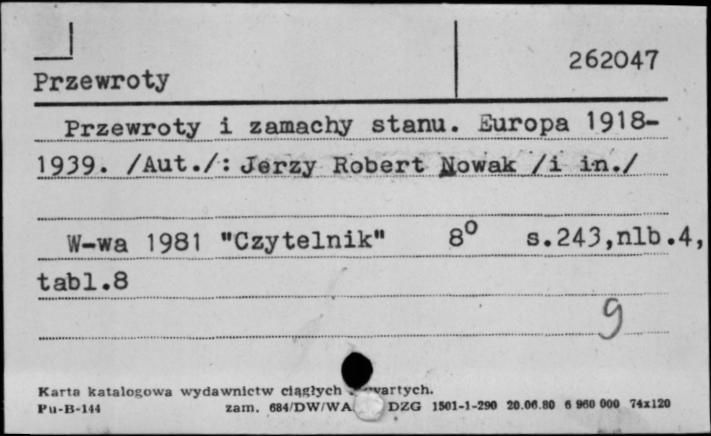 262047
Przewroty
Przewroty i zamachy stanu. Europa 1918-
1939. /Aut./: Jerzy Robert Nowak /i in./
W-wa 1981 "Czytelnik" 8° s.243,nlb.4,
tabl.8
9
Karta katalogowa wydawnictw ciągłych
Pu-B-144 zam. 684/DW/WA DZG 1501-1-290 20.06.80 6 960 000 74x120